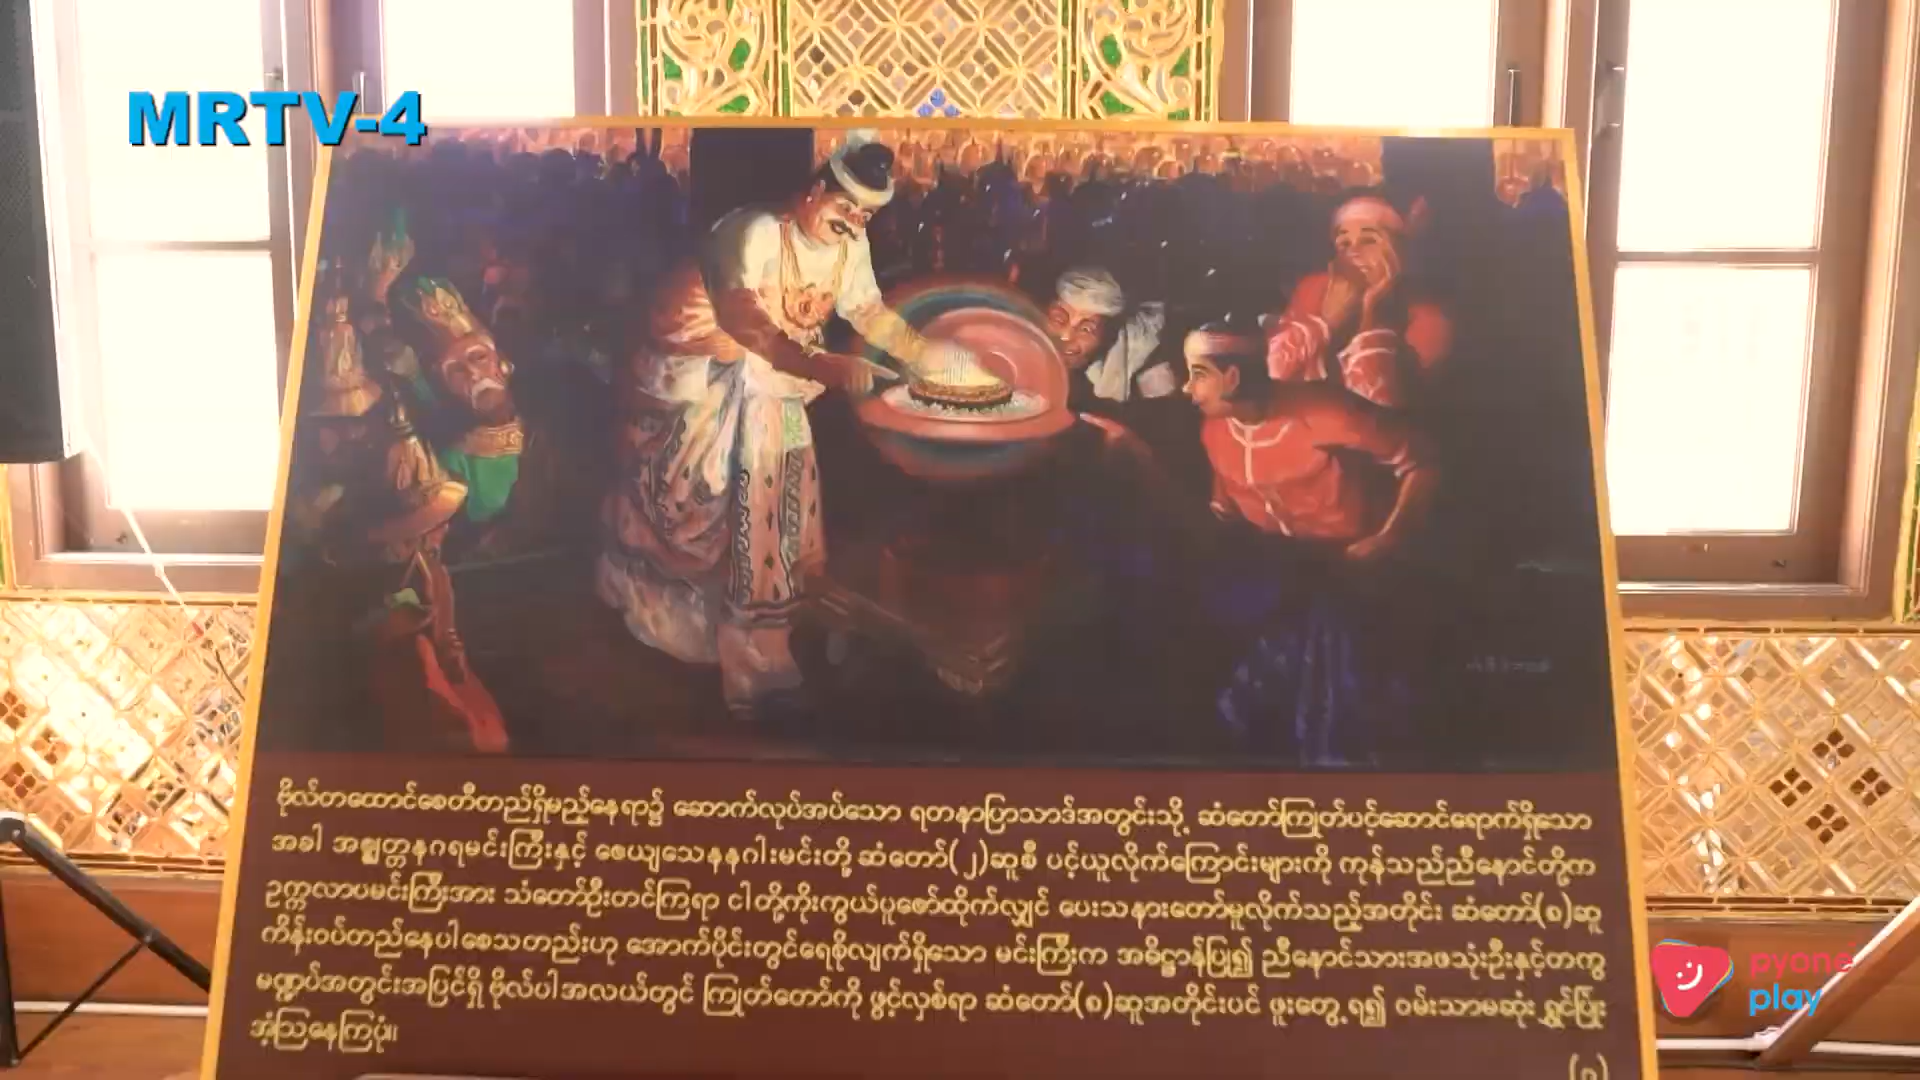 MRTV-4
ဗိုလ်တထောင်စေတီတည်ရှိမည့်နေရာ၌ ဆောက်လုပ်အပ်သော ရတနာပြာသာဒ်အတွင်းသို့ ဆံတော်ကြုတ်ပင့်ဆောင်ရောက်ရှိသော
အခါ အဇ္ဈတ္တနဂရမင်းကြီးနှင့် ဇေယျသေနနဂါးမင်းတို့ ဆံတော်(၂)ဆူစီ ပင့်ယူလိုက်ကြောင်းများကို ကုန်သည်ညီနောင်တို့က
ဥက္ကလာပမင်းကြီးအား သံတော်ဦးတင်ကြရာ ငါတို့ကိုးကွယ်ပူဇော်ထိုက်လျှင် ပေးသနားတော်မူလိုက်သည့်အတိုင်း ဆံတော်(၈)ဆူ
ကိန်းဝပ်တည်နေပါစေသတည်းဟု အောက်ပိုင်းတွင်ရေစိုလျက်ရှိသော မင်းကြီးက အဓိဋ္ဌာန်ပြု၍ ညီနောင်သားအဖသုံးဦးနှင့်တကွ
မဏ္ဍပ်အတွင်းအပြင်ရှိ ဗိုလ်ပါအလယ်တွင် ကြုတ်တော်ကို ဖွင့်လှစ်ရာ ဆံတော်(၈)ဆူအတိုင်းပင် ဖူးတွေ့ရ၍ ဝမ်းသာမဆုံး ရွှင်ပြုံး
အံ့ဩနေကြပုံ။
pyone
play